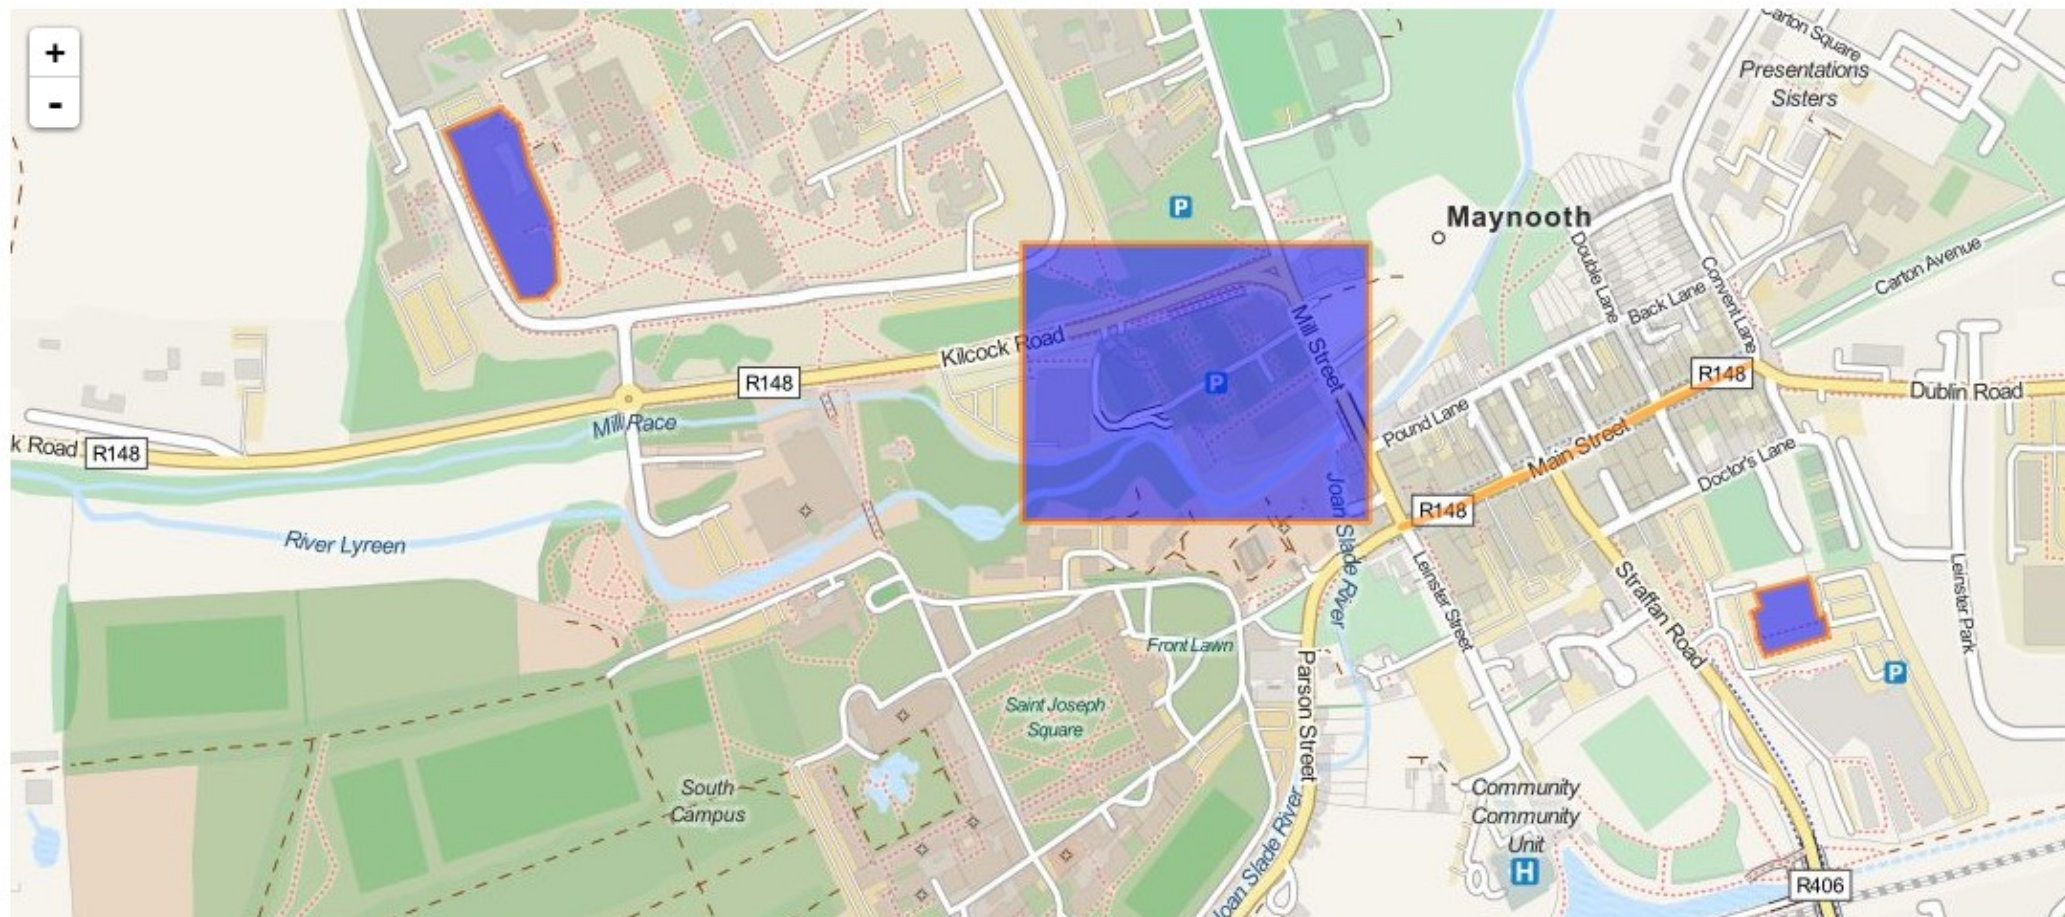 +
-
Carton Square
Presentations
Sisters
P
Maynooth
Double Lane
Convent Lane
Carton Avenue
Back Lane
Mill Street
Kilcock Road
R148
P
R148
Dublin Road
Pound Lane
Mill Race
k Road
R148
Main Street
Doctor's Lane
R148
Joan Slade River
River Lyreen
Leinster Street
Straffan Road
Leinster Park
Front Lawn
Parson Street
P
Saint Joseph
Square
South
Campus
Community
Community
Unit
H
Joan Slade River
R406